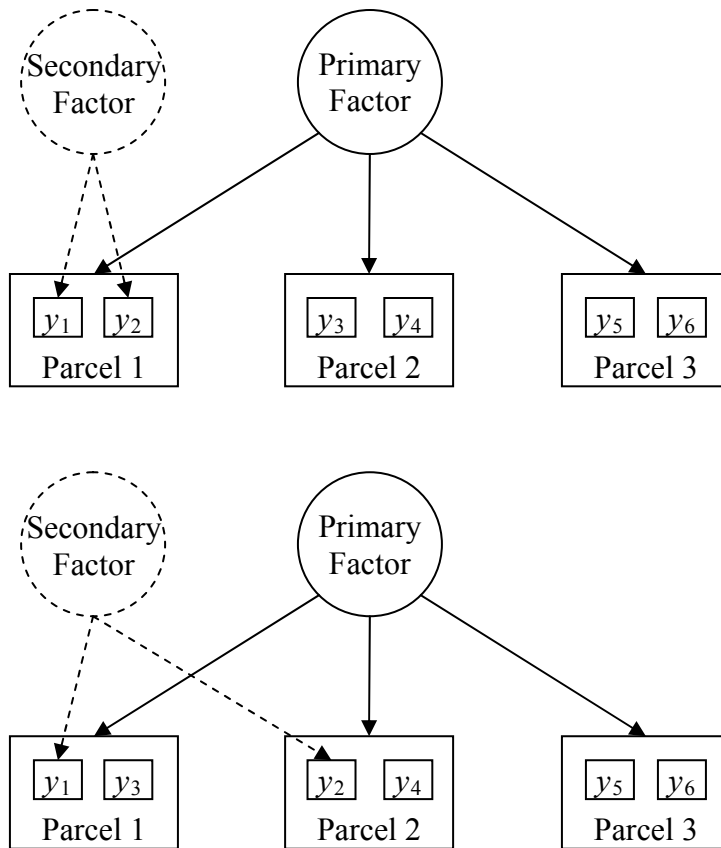 Secondary Factor
Primary Factor
y1 y2
Parcel 1
y3 y4
Parcel 2
y5 y6
Parcel 3
Secondary Factor
Primary Factor
y1 y3
Parcel 1
y2 y4
Parcel 2
y5 y6
Parcel 3